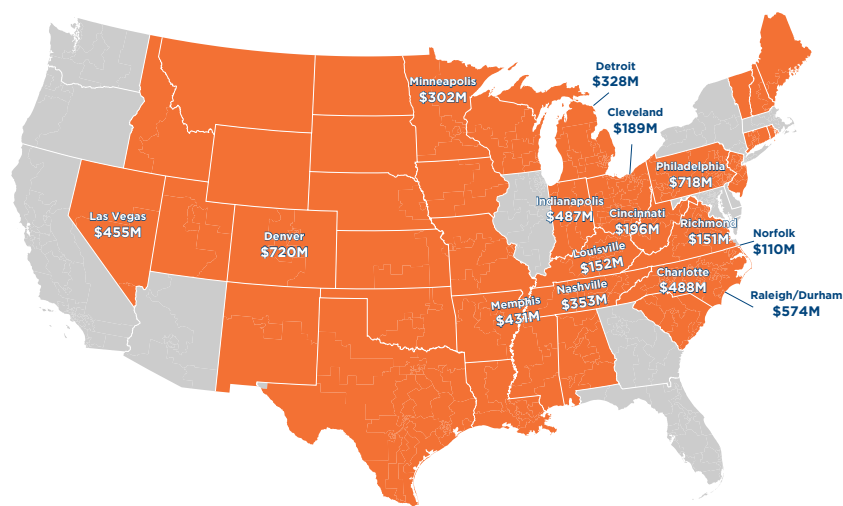 Detroit
$328M
Minneapolis
$302M
Cleveland
$189M
Philadelphia
$718M
Indianapolis
$487M
Cincinnati
$196M
Las Vegas
$455M
Richmond
$151M
Norfolk
$110M
Denver
$720M
Louisville
$152M
Charlotte
$488M
Nashville
$353M
Raleigh/Durham
$574M
Memphis
$431M